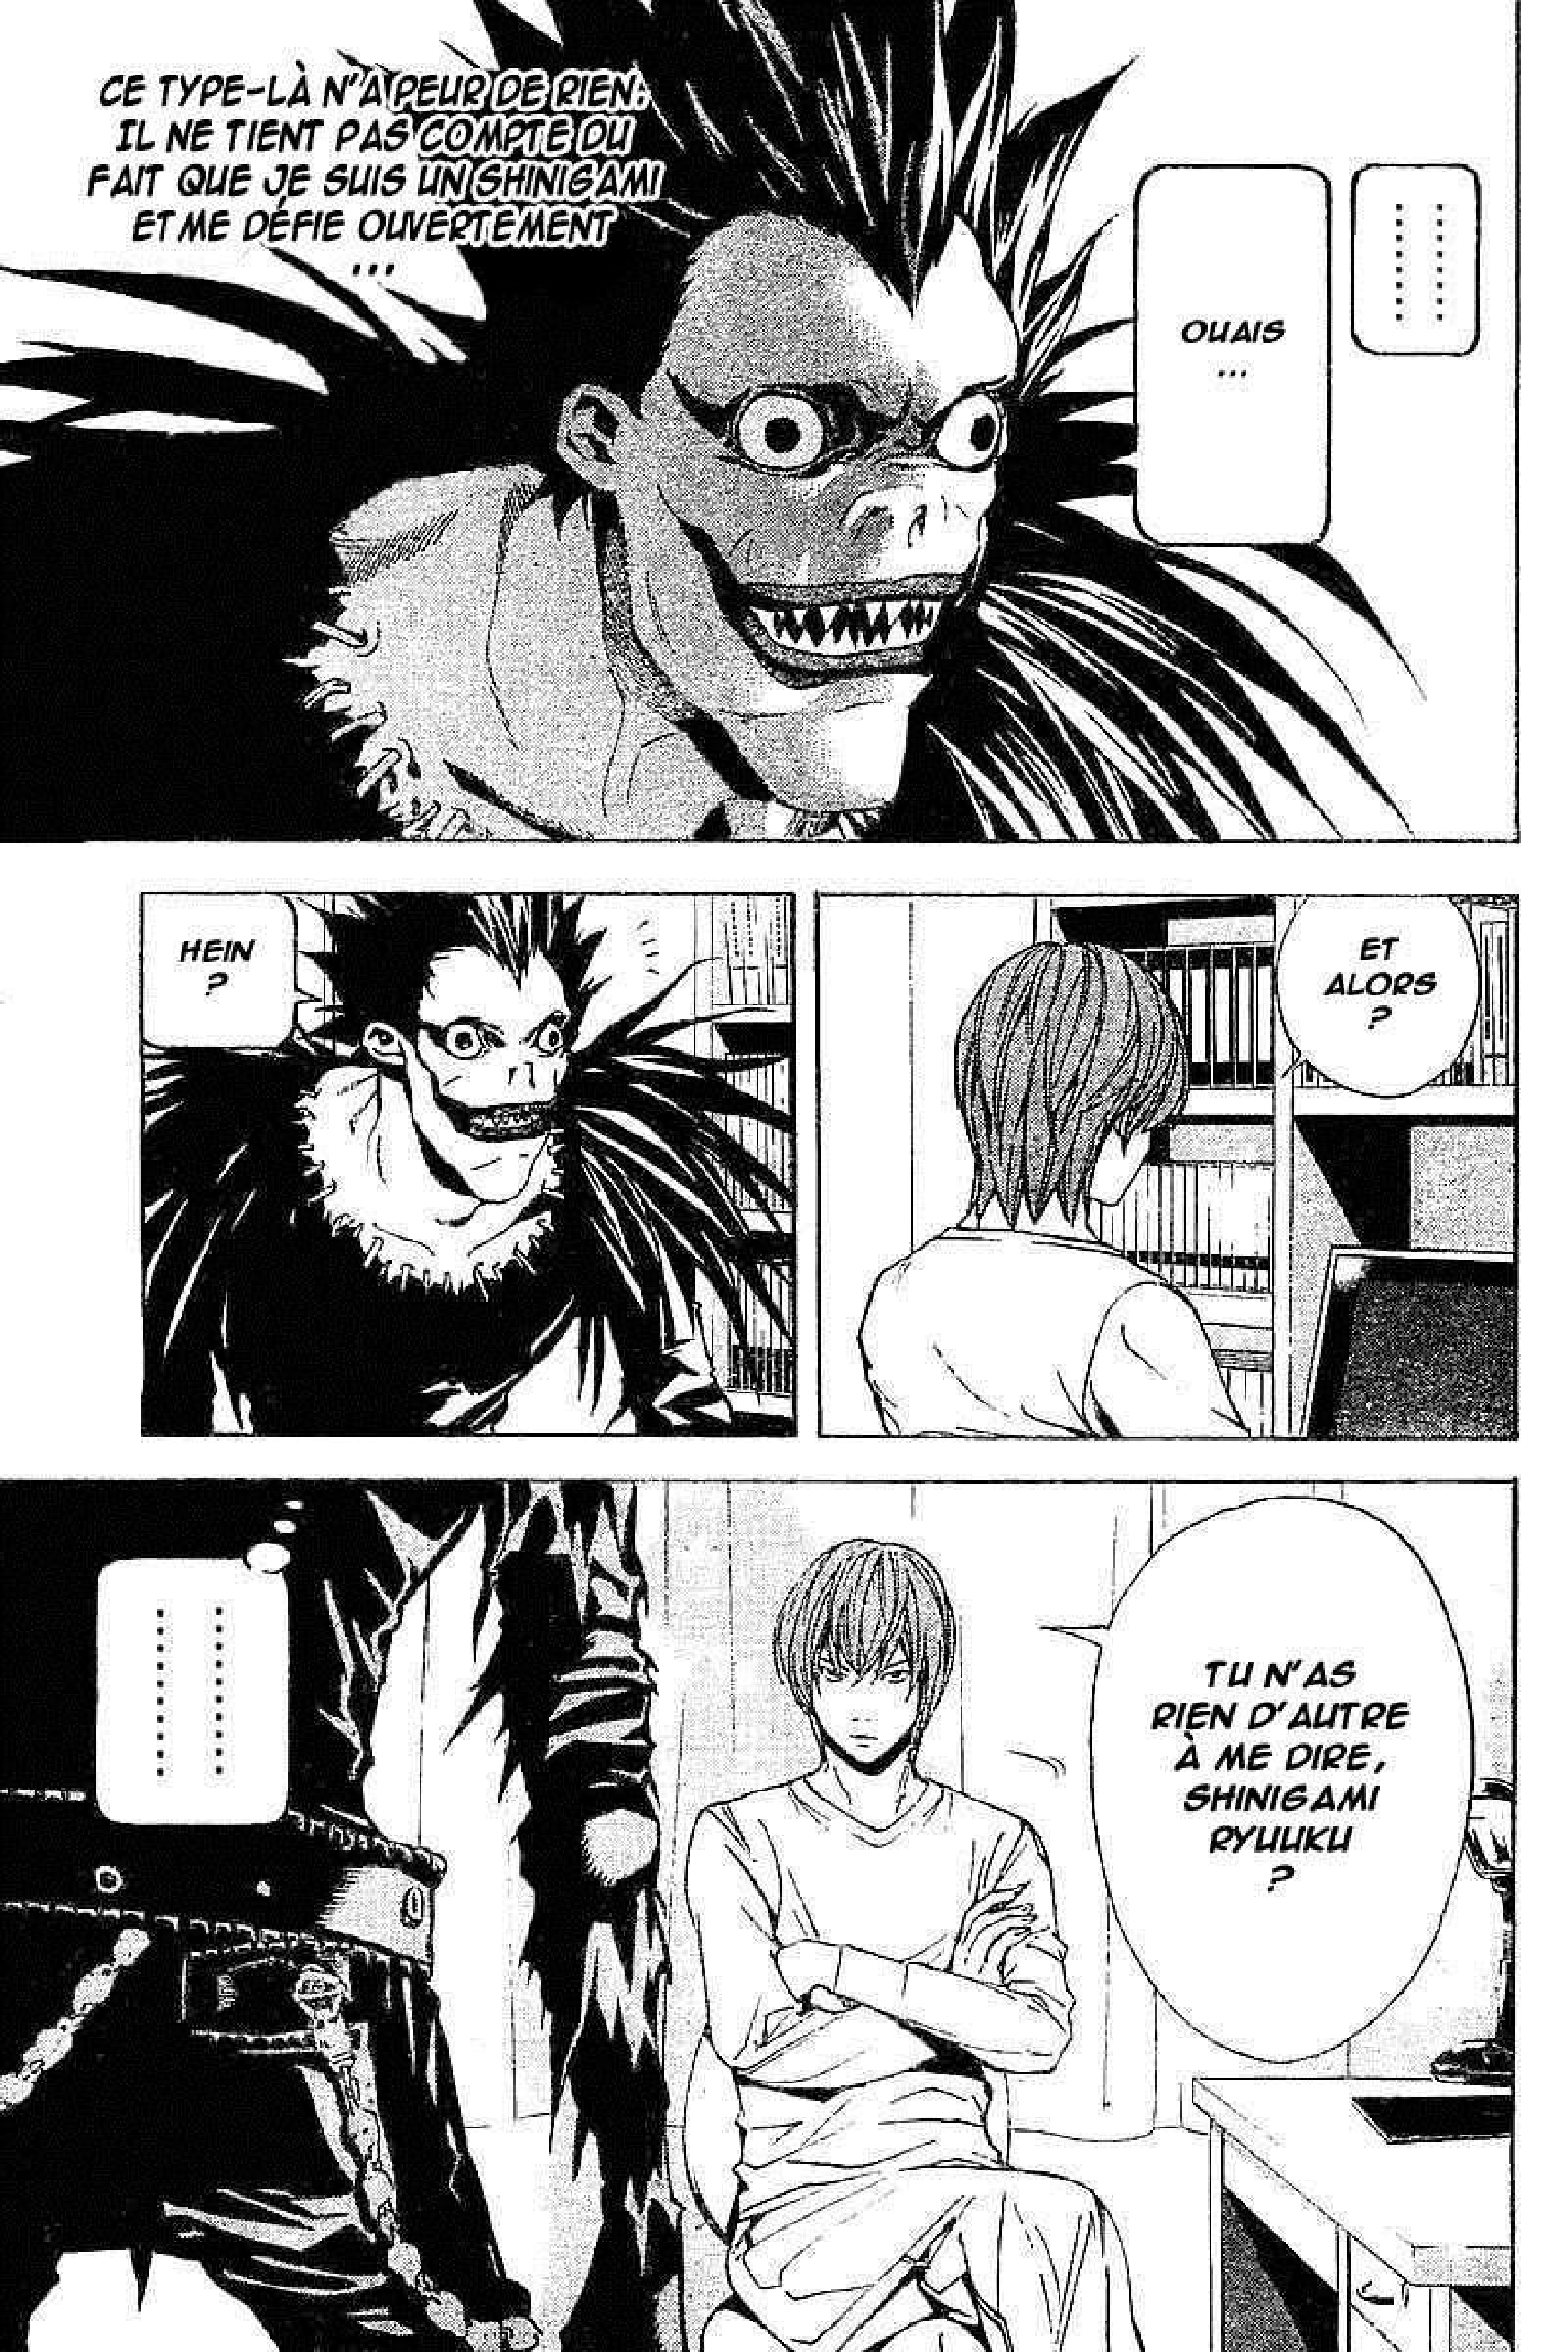 ............
............
OUAIS
...
CE TYPE-LÀ N'A PEUR DE RIEN.
IL NE TIENT PAS COMPTE DU
FAIT QUE JE SUIS UN SHINIGAMI
ET ME DÉFIE OUVERTEMENT
...
ET
ALORS
?
HEIN
?
TU N'AS
RIEN D'AUTRE
À ME DIRE,
SHINIGAMI
RYUUKU
?
............
............